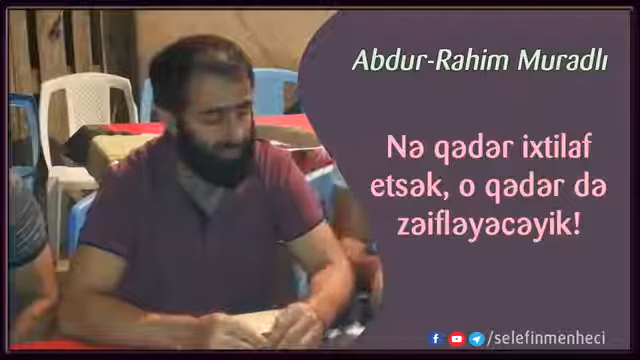 Abdur-Rahim Muradlı
Nə qədər ixtilaf
etsək, o qədər də
zəifləyəcəyik!
/selefinmenheci